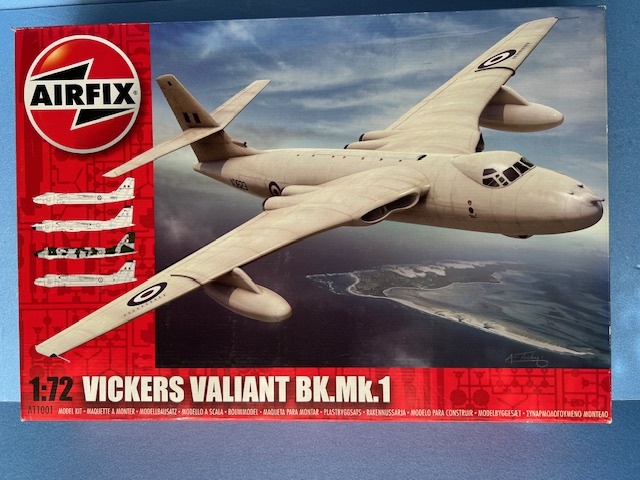 AIRFIX
1:72 VICKERS VALIANT BK.Mk.1
A11001 MODEL KIT • MAQUETTE A MONTER • MODELLBAUSATZ • MODELLO A SCALA • BOUWMODEL • MAQUETA PARA MONTAR • PLASTBYGGSATS • RAKENNUSSARJA • MODELO PARA CONSTRUIR • MODELBYGGESÆT • ΣΥΝΑΡΜΟΛΟΓΟΥΜΕΝΟ ΜΟΝΤΕΛΟ